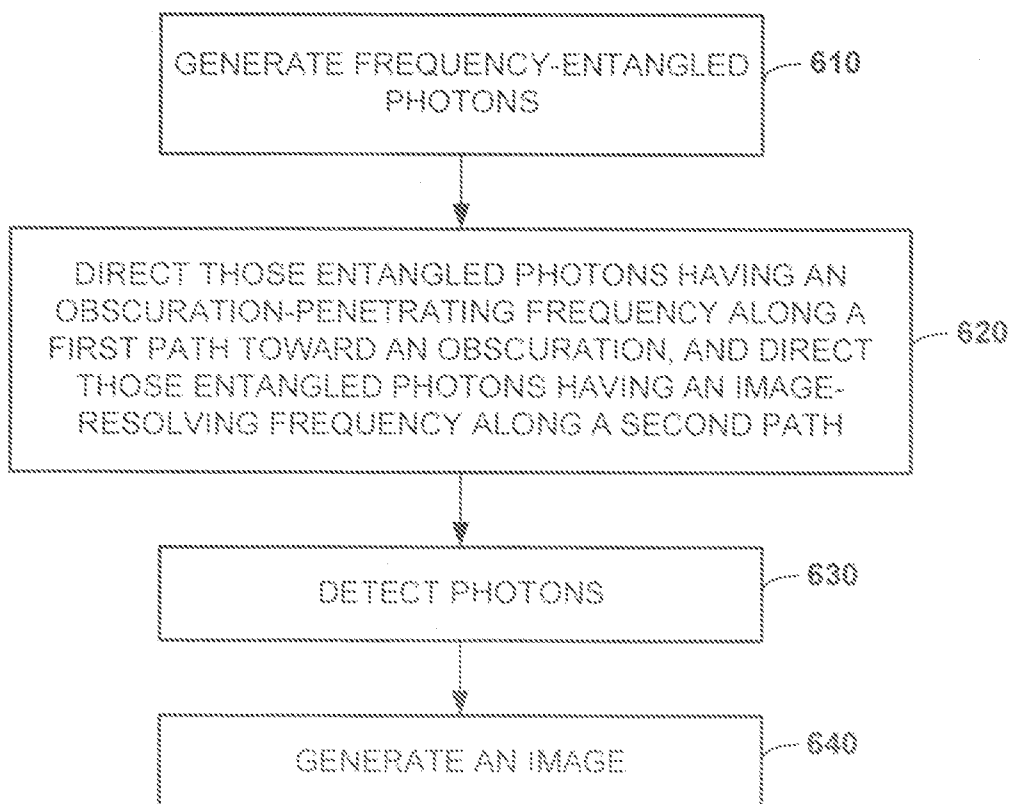 GENERATE FREQUENCY-ENTANGLED
PHOTONS
610
DIRECT THOSE ENTANGLED PHOTONS HAVING AN
OBSCURATION-PENETRATING FREQUENCY ALONG A
FIRST PATH TOWARD AN OBSCURATION, AND DIRECT
THOSE ENTANGLED PHOTONS HAVING AN IMAGE-
RESOLVING FREQUENCY ALONG A SECOND PATH
620
DETECT PHOTONS
630
GENERATE AN IMAGE
640